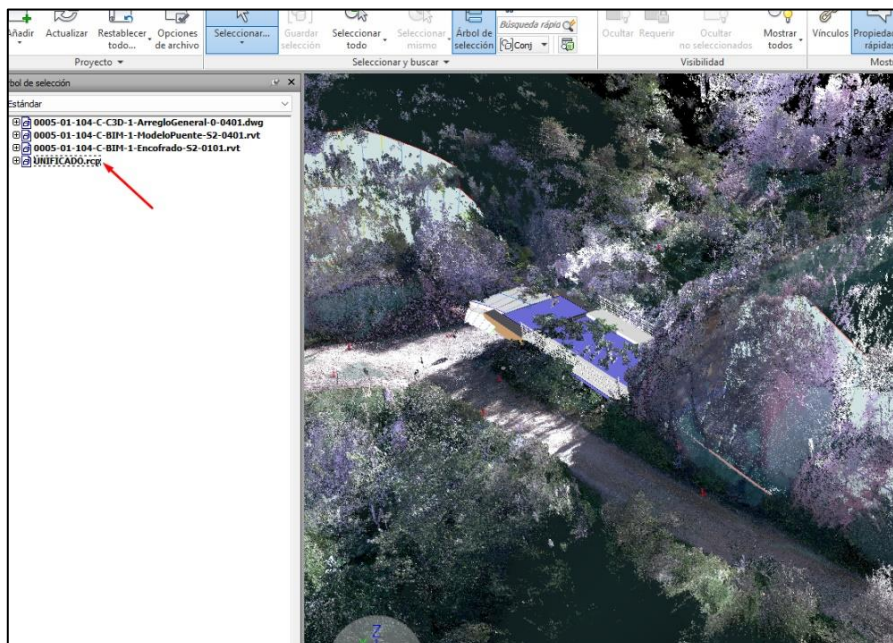 Añadir Actualizar Restablecer todo... Opciones de archivo Seleccionar... Guardar selección Seleccionar todo Seleccionar mismo Árbol de selección Búsqueda rápida Conj Ocultar Requerir Ocultar no seleccionados Mostrar todos Vínculos Propiedad rápidas
Proyecto Seleccionar y buscar Visibilidad Mostr
rbol de selección
Estándar
0005-01-104-C-C3D-1-ArregloGeneral-0-0401.dwg
0005-01-104-C-BIM-1-ModeloPuente-S2-0401.rvt
0005-01-104-C-BIM-1-Encofrado-S2-0101.rvt
UNIFICADO.rcp
Z